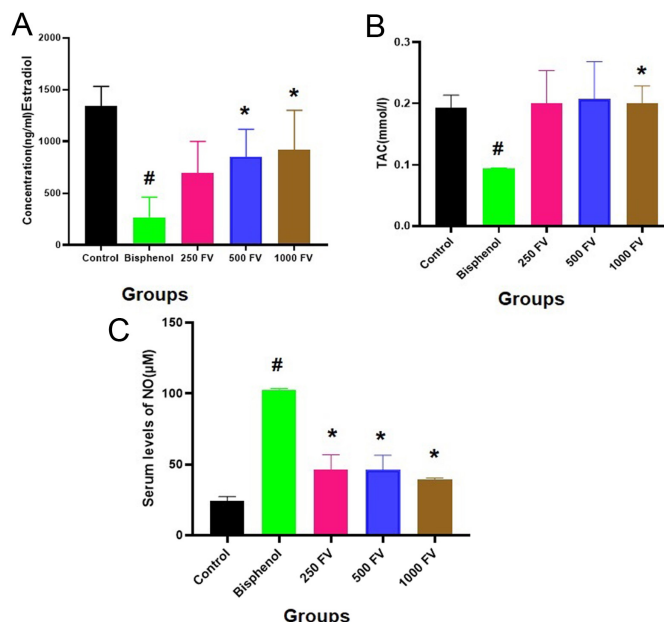 A
Concentration(ng/ml)Estradiol
2000
1500
1000
500
0
#
*
*
Control Bisphenol 250 FV 500 FV 1000 FV
Groups
B
TAC(mmol/l)
0.3
0.2
0.1
0.0
#
*
Control
Bisphenol
250 FV
500 FV
1000 FV
Groups
C
Serum levels of NO(µM)
150
100
50
0
#
*
*
*
Control
Bisphenol
250 FV
500 FV
1000 FV
Groups